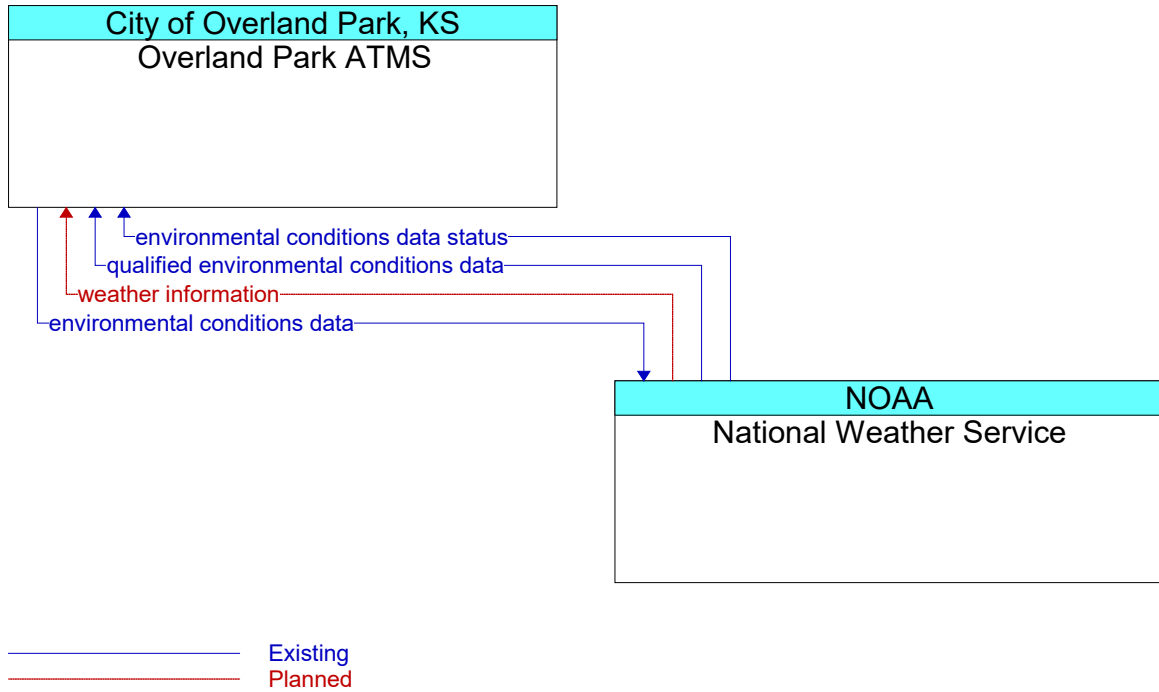 City of Overland Park, KS
Overland Park ATMS
environmental conditions data status
qualified environmental conditions data
weather information
environmental conditions data
NOAA
National Weather Service
Existing
Planned